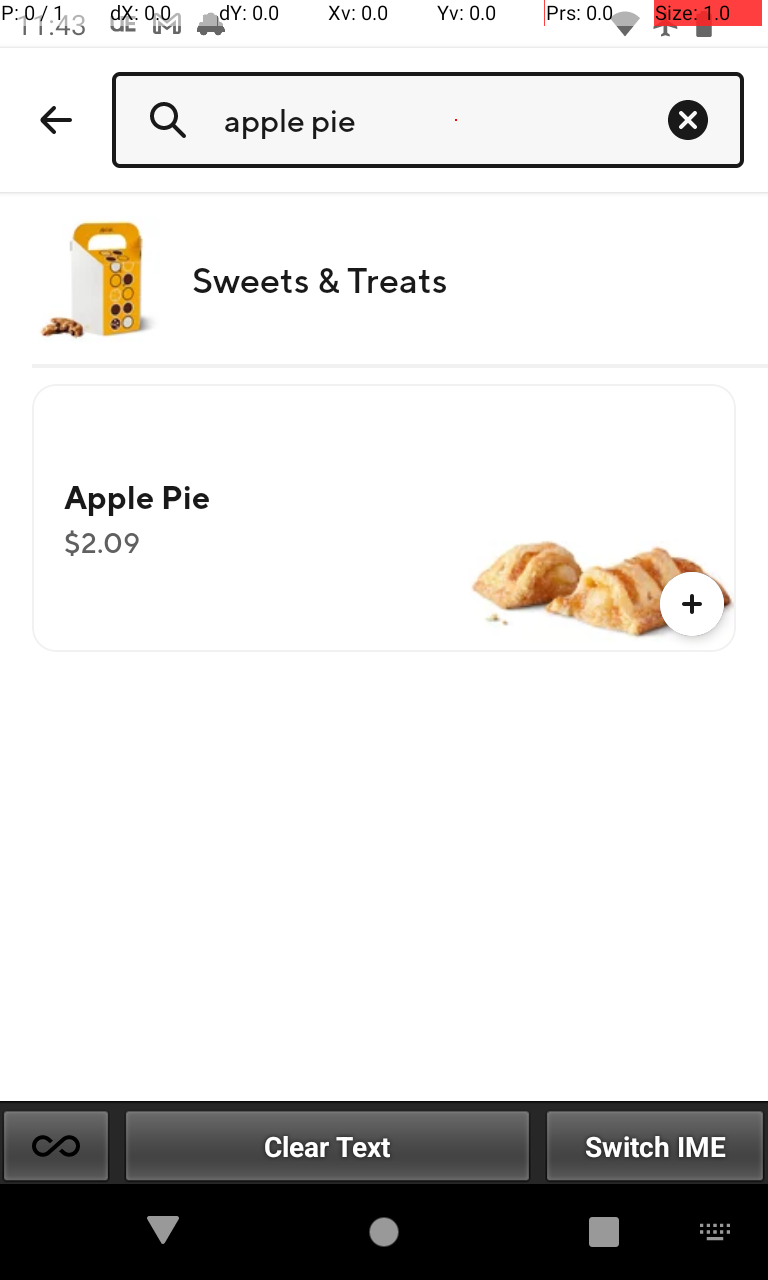 P: 0 / 1 dX: 0.0 dY: 0.0 Xv: 0.0 Yv: 0.0 Prs: 0.0 Size: 1.0
11:43
apple pie
Sweets & Treats
Apple Pie
$2.09
Clear Text Switch IME